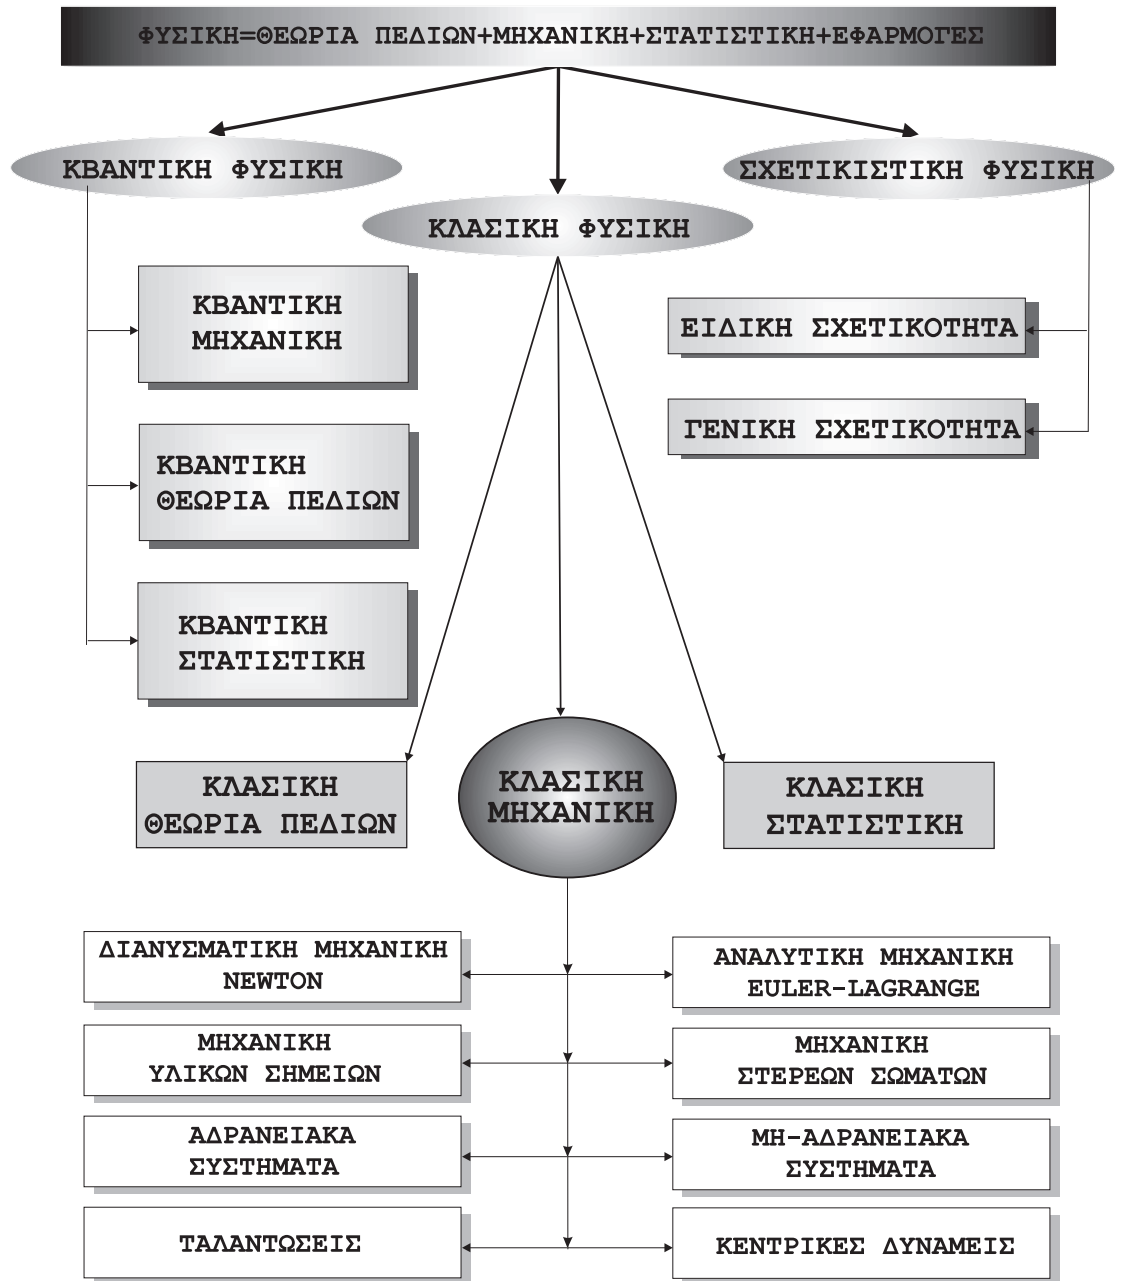 ΦΥΣΙΚΗ=ΘΕΩΡΙΑ ΠΕΔΙΩΝ+ΜΗΧΑΝΙΚΗ+ΣΤΑΤΙΣΤΙΚΗ+ΕΦΑΡΜΟΓΕΣ
ΚΒΑΝΤΙΚΗ ΦΥΣΙΚΗ
ΣΧΕΤΙΚΙΣΤΙΚΗ ΦΥΣΙΚΗ
ΚΛΑΣΙΚΗ ΦΥΣΙΚΗ
ΚΒΑΝΤΙΚΗ
ΜΗΧΑΝΙΚΗ
ΚΒΑΝΤΙΚΗ
ΘΕΩΡΙΑ ΠΕΔΙΩΝ
ΚΒΑΝΤΙΚΗ
ΣΤΑΤΙΣΤΙΚΗ
ΕΙΔΙΚΗ ΣΧΕΤΙΚΟΤΗΤΑ
ΓΕΝΙΚΗ ΣΧΕΤΙΚΟΤΗΤΑ
ΚΛΑΣΙΚΗ
ΘΕΩΡΙΑ ΠΕΔΙΩΝ
ΚΛΑΣΙΚΗ
ΜΗΧΑΝΙΚΗ
ΚΛΑΣΙΚΗ
ΣΤΑΤΙΣΤΙΚΗ
ΔΙΑΝΥΣΜΑΤΙΚΗ ΜΗΧΑΝΙΚΗ
NEWTON
ΑΝΑΛΥΤΙΚΗ ΜΗΧΑΝΙΚΗ
EULER-LAGRANGE
ΜΗΧΑΝΙΚΗ
ΥΛΙΚΩΝ ΣΗΜΕΙΩΝ
ΜΗΧΑΝΙΚΗ
ΣΤΕΡΕΩΝ ΣΩΜΑΤΩΝ
ΑΔΡΑΝΕΙΑΚΑ
ΣΥΣΤΗΜΑΤΑ
ΜΗ-ΑΔΡΑΝΕΙΑΚΑ
ΣΥΣΤΗΜΑΤΑ
ΤΑΛΑΝΤΩΣΕΙΣ
ΚΕΝΤΡΙΚΕΣ ΔΥΝΑΜΕΙΣ